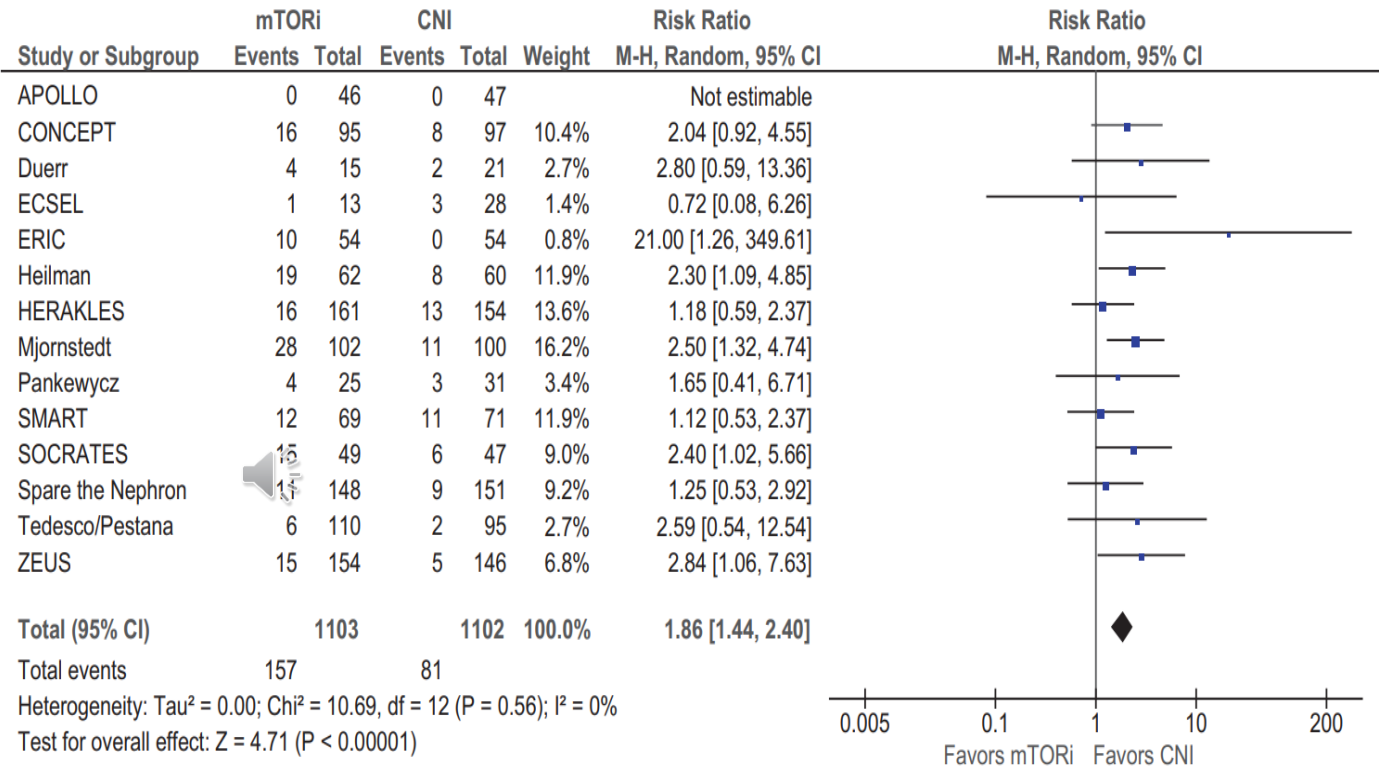 mTORi CNI Risk Ratio Risk Ratio
Study or Subgroup Events Total Events Total Weight M-H, Random, 95% CI M-H, Random, 95% CI
APOLLO 0 46 0 47 Not estimable
CONCEPT 16 95 8 97 10.4% 2.04 [0.92, 4.55]
Duerr 4 15 2 21 2.7% 2.80 [0.59, 13.36]
ECSEL 1 13 3 28 1.4% 0.72 [0.08, 6.26]
ERIC 10 54 0 54 0.8% 21.00 [1.26, 349.61]
Heilman 19 62 8 60 11.9% 2.30 [1.09, 4.85]
HERAKLES 16 161 13 154 13.6% 1.18 [0.59, 2.37]
Mjornstedt 28 102 11 100 16.2% 2.50 [1.32, 4.74]
Pankewycz 4 25 3 31 3.4% 1.65 [0.41, 6.71]
SMART 12 69 11 71 11.9% 1.12 [0.53, 2.37]
SOCRATES 15 49 6 47 9.0% 2.40 [1.02, 5.66]
Spare the Nephron 11 148 9 151 9.2% 1.25 [0.53, 2.92]
Tedesco/Pestana 6 110 2 95 2.7% 2.59 [0.54, 12.54]
ZEUS 15 154 5 146 6.8% 2.84 [1.06, 7.63]
Total (95% CI) 1103 1102 100.0% 1.86 [1.44, 2.40]
Total events 157 81
Heterogeneity: Tau² = 0.00; Chi² = 10.69, df = 12 (P = 0.56); I² = 0%
Test for overall effect: Z = 4.71 (P < 0.00001)
0.005 0.1 1 10 200
Favors mTORi Favors CNI